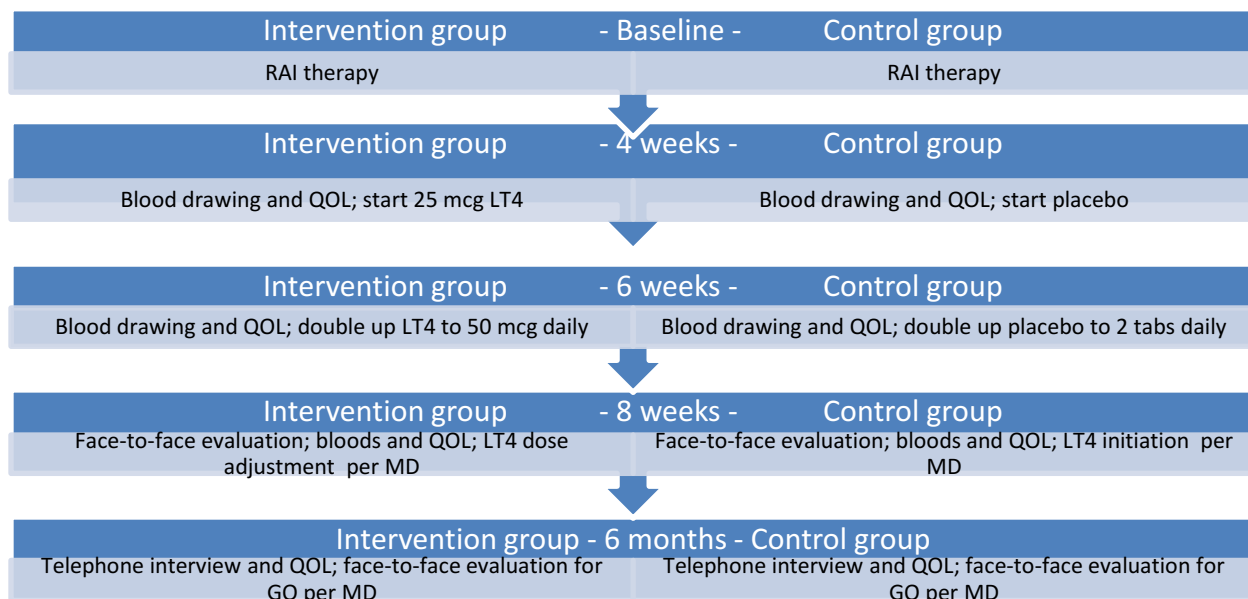 Intervention group - Baseline - Control group
RAI therapy
RAI therapy
Intervention group - 4 weeks - Control group
Blood drawing and QOL; start 25 mcg LT4
Blood drawing and QOL; start placebo
Intervention group - 6 weeks - Control group
Blood drawing and QOL; double up LT4 to 50 mcg daily
Blood drawing and QOL; double up placebo to 2 tabs daily
Intervention group - 8 weeks - Control group
Face-to-face evaluation; bloods and QOL; LT4 dose
adjustment per MD
Face-to-face evaluation; bloods and QOL; LT4 initiation per
MD
Intervention group - 6 months - Control group
Telephone interview and QOL; face-to-face evaluation for
GO per MD
Telephone interview and QOL; face-to-face evaluation for
GO per MD